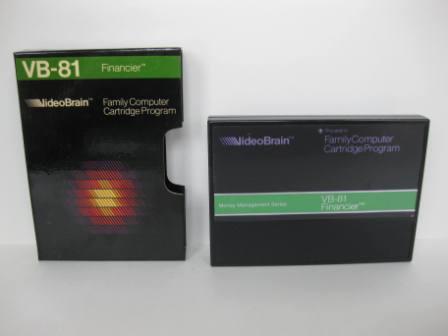 VB-81 Financier™
VideoBrain™ Family Computer
Cartridge Program
VideoBrain™ Family Computer
Cartridge Program
Money Management Series VB-81
Financier™